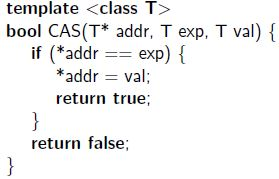 template <class T>
bool CAS(T* addr, T exp, T val) {
if (*addr == exp) {
*addr = val;
return true;
}
return false;
}